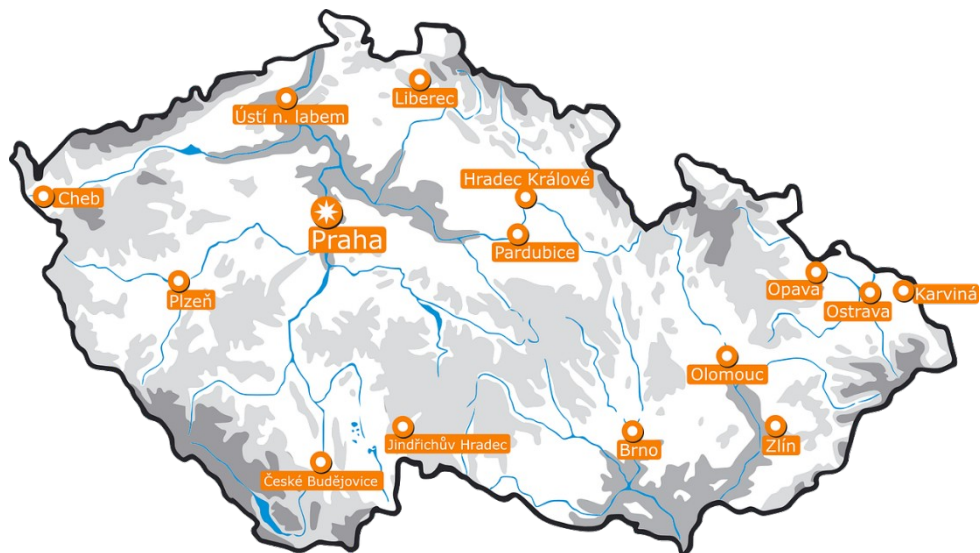 Liberec
Ústí n. labem
Hradec Králové
Cheb
Praha
Pardubice
Plzeň
Opava
Karviná
Ostrava
Olomouc
Jindřichův Hradec
Brno
Zlín
České Budějovice